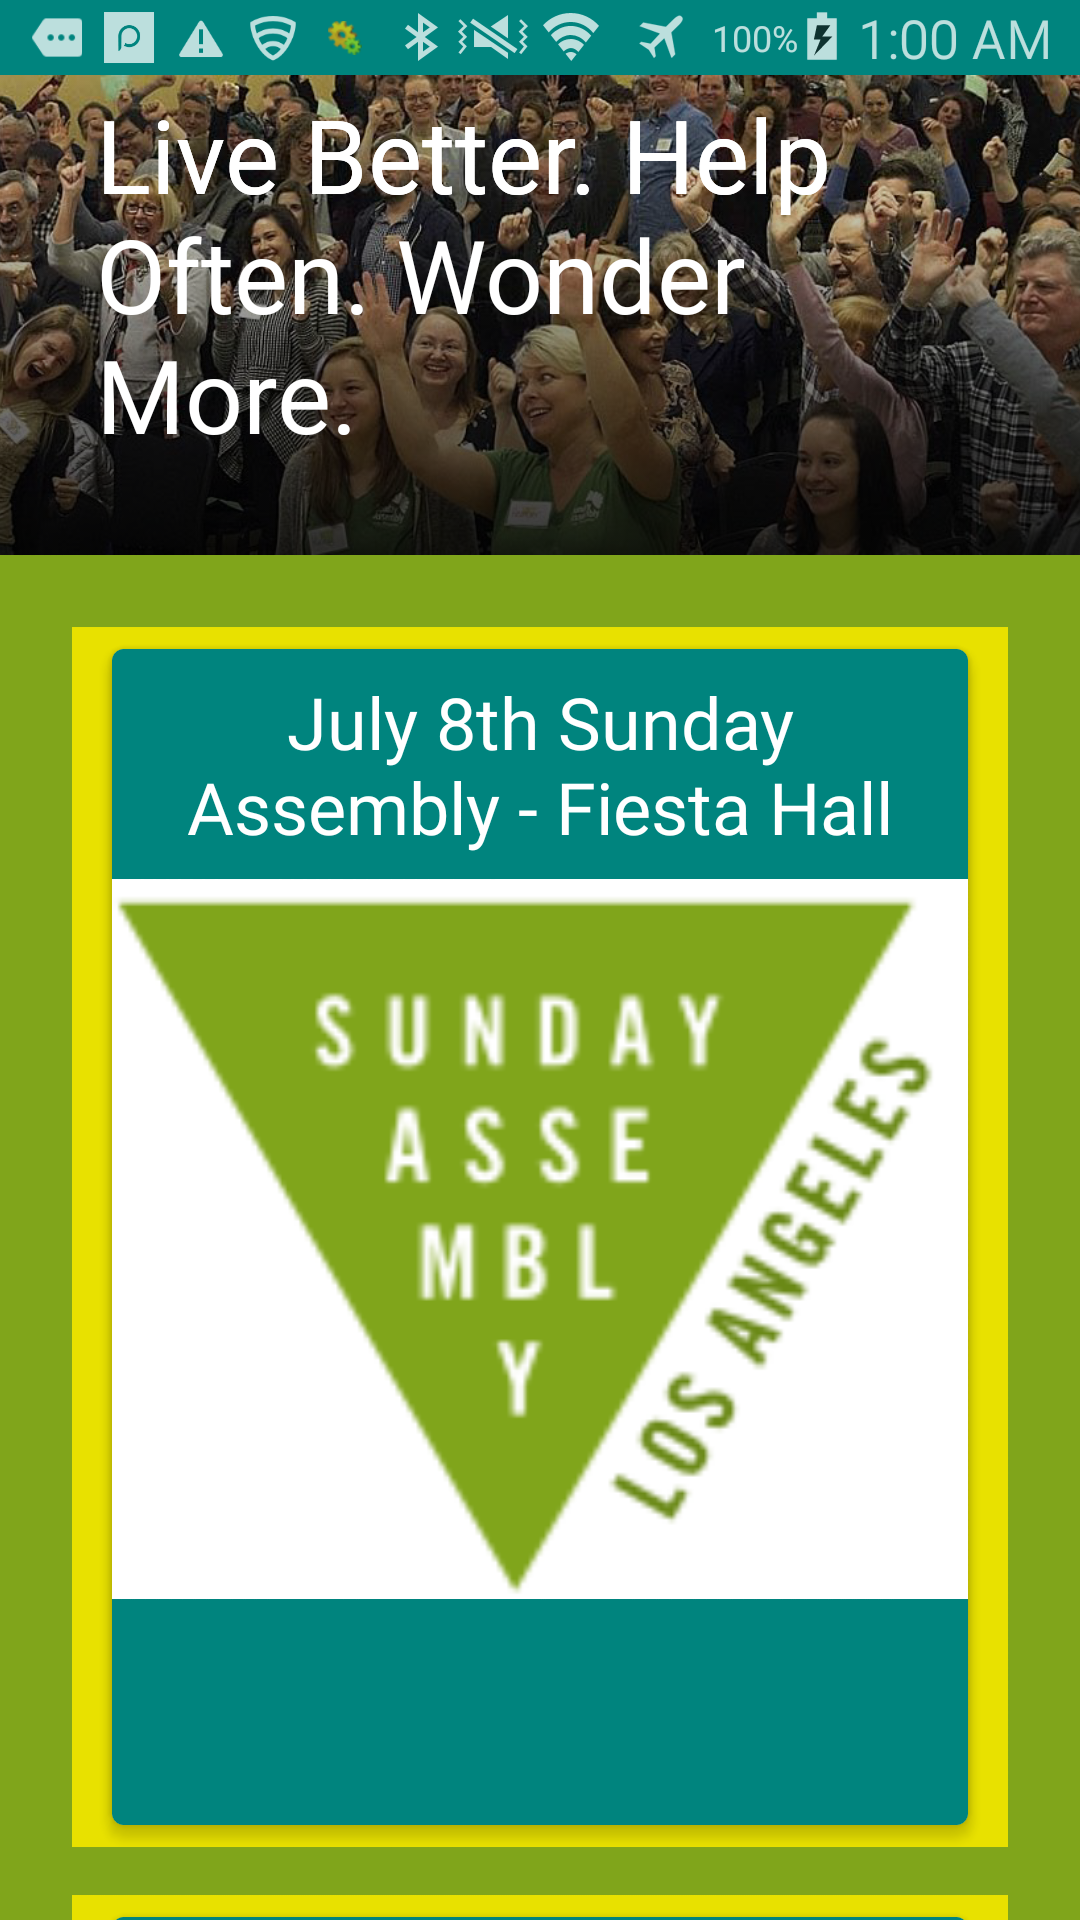 100% 1:00 AM
Live Better. Help
Often. Wonder
More.
July 8th Sunday
Assembly - Fiesta Hall
SUNDAY
ASSE
MBL
Y
LOS ANGELES